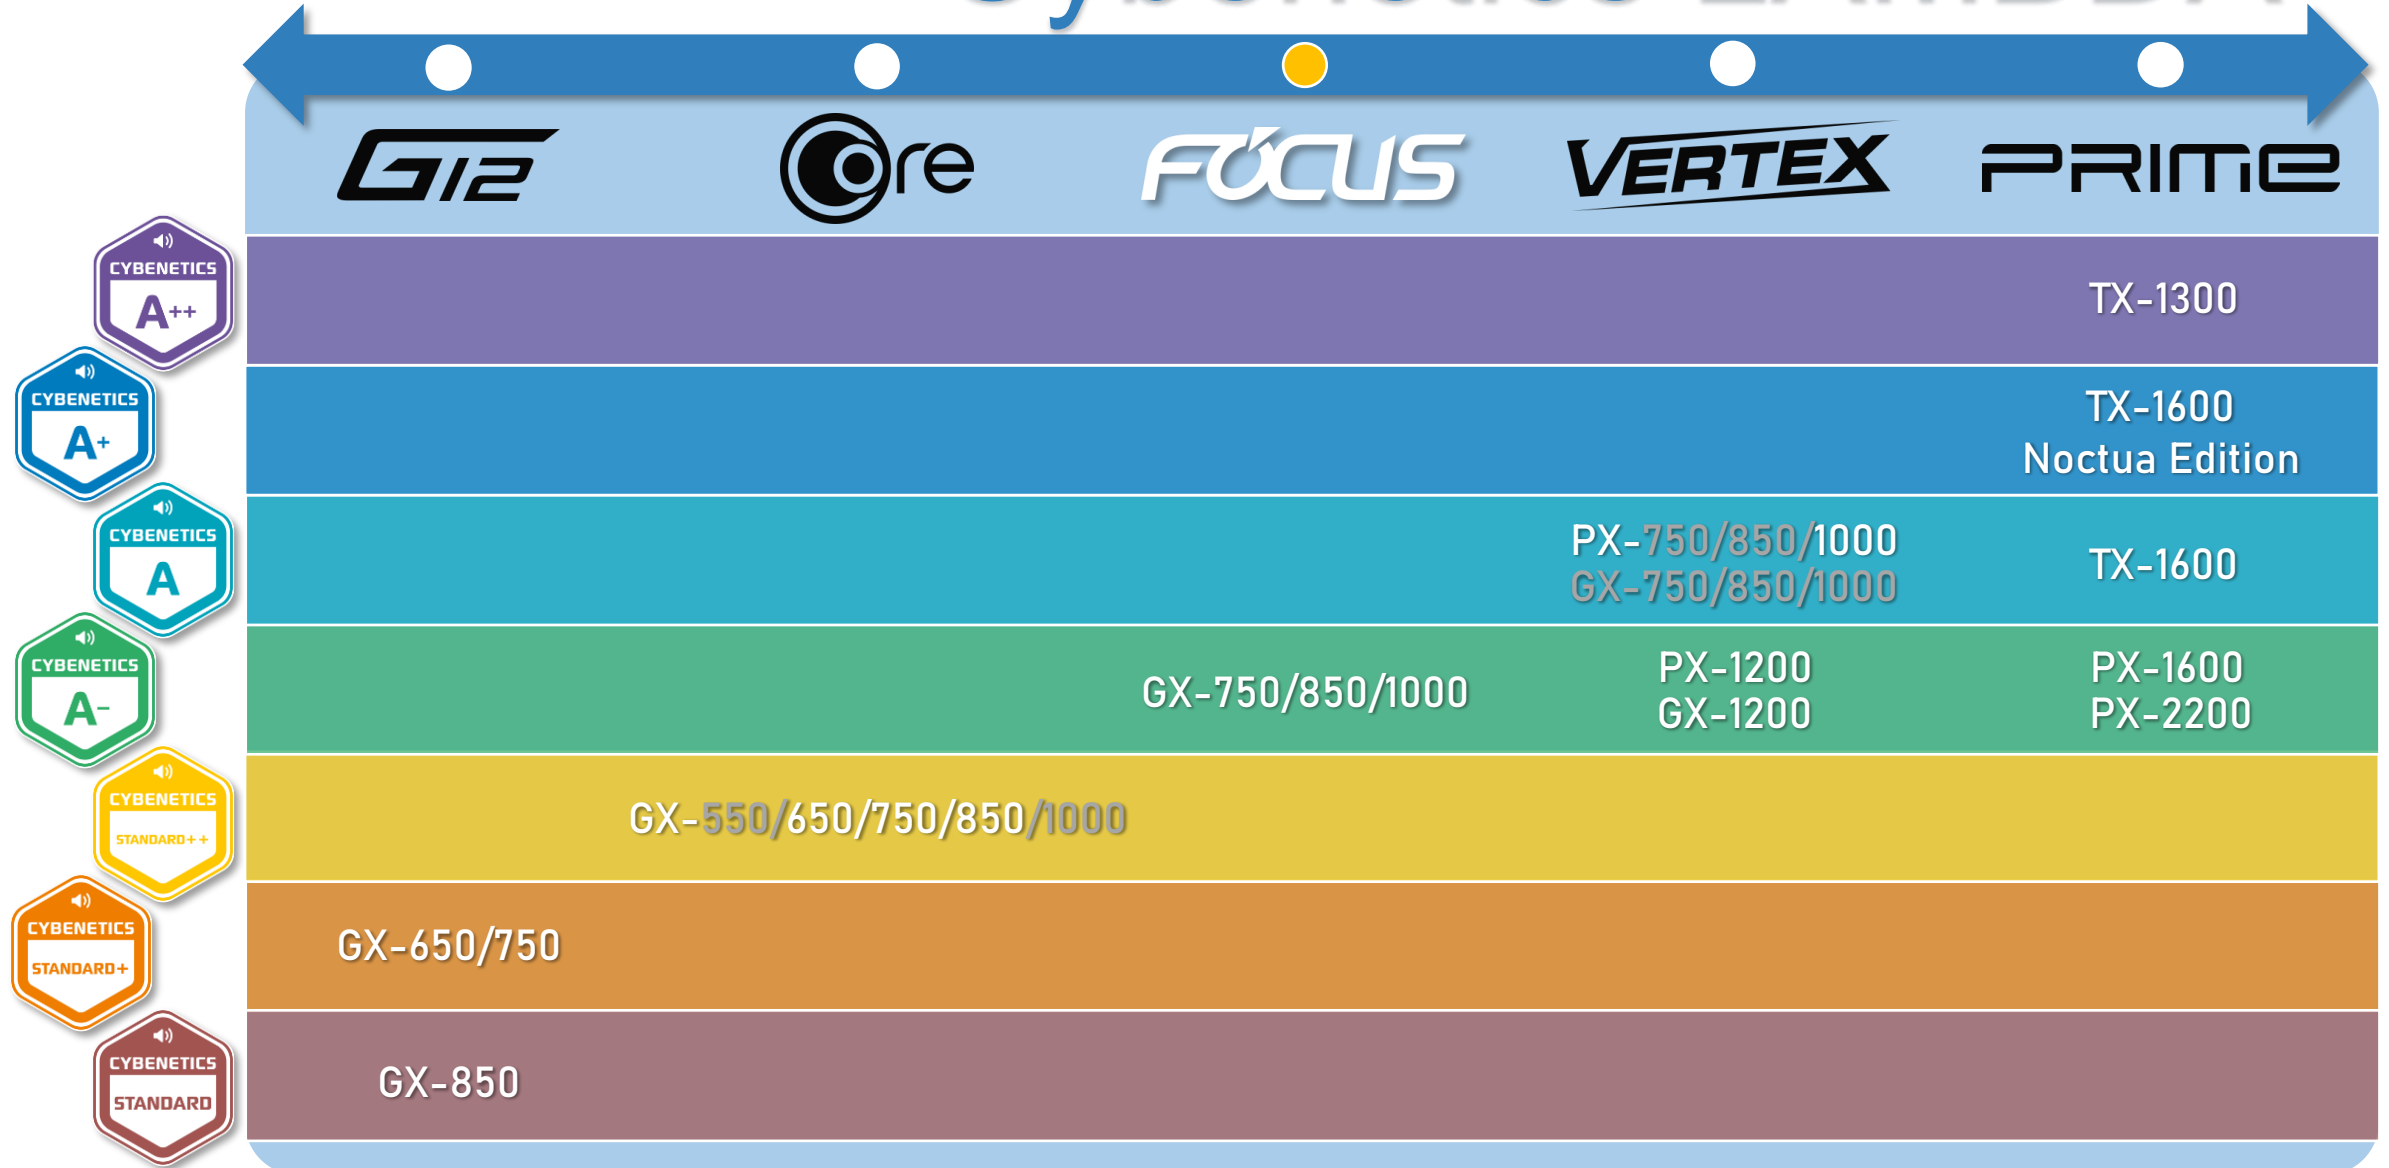 G12
Core
FOCUS
VERTEX
PRIME
CYBENETICS
A++
TX-1300
CYBENETICS
A+
TX-1600
Noctua Edition
CYBENETICS
A
PX-750/850/1000
GX-750/850/1000
TX-1600
CYBENETICS
A-
GX-750/850/1000
PX-1200
GX-1200
PX-1600
PX-2200
CYBENETICS
STANDARD++
GX-550/650/750/850/1000
CYBENETICS
STANDARD+
GX-650/750
CYBENETICS
STANDARD
GX-850